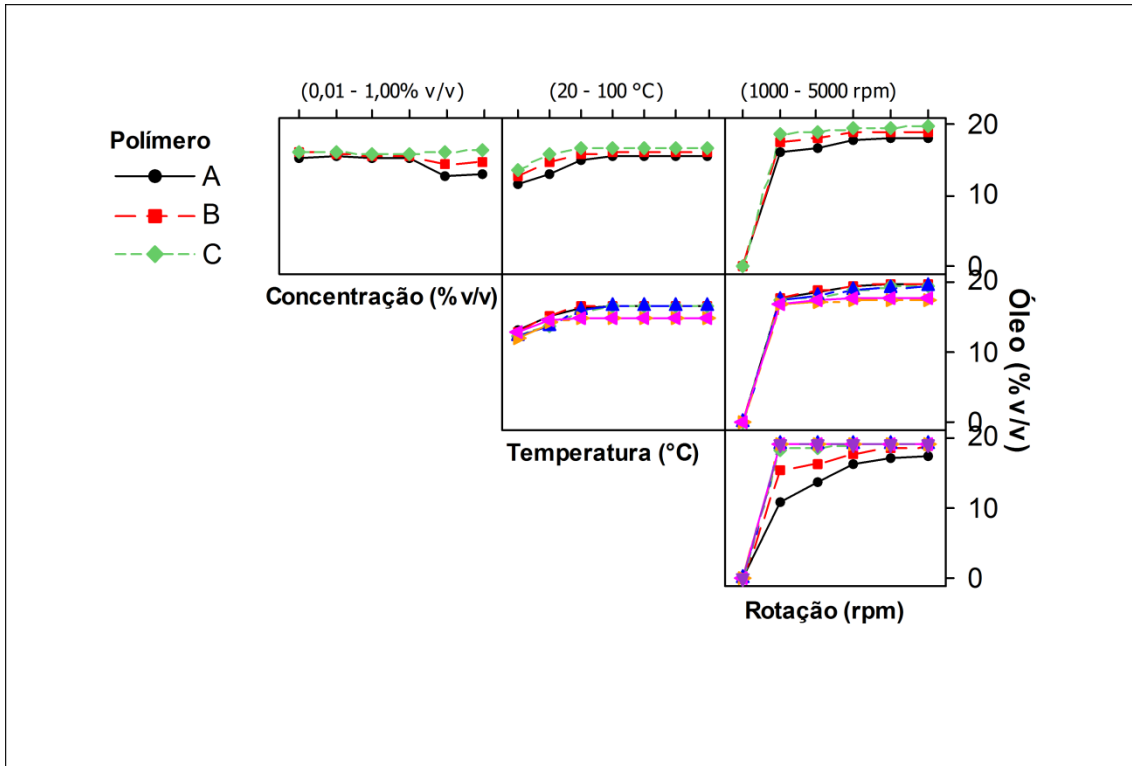 (0,01 - 1,00% v/v) (20 - 100 °C) (1000 - 5000 rpm)
Polímero
A
B
C
20
10
0
Concentração (% v/v)
20
10
0
Óleo (% v/v)
Temperatura (°C)
20
10
0
Rotação (rpm)